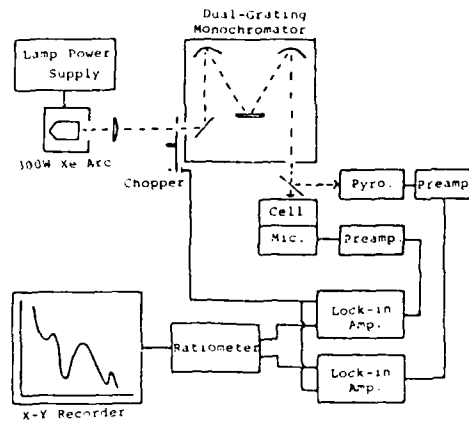 Dual-Grating
Monochromator
Lamp Power
Supply
300W Xe Arc
Chopper
Pyro.
Preamp
Cell
Mic.
Preamp.
Lock-in
Amp.
Ratiometer
Lock-in
Amp.
X-Y Recorder